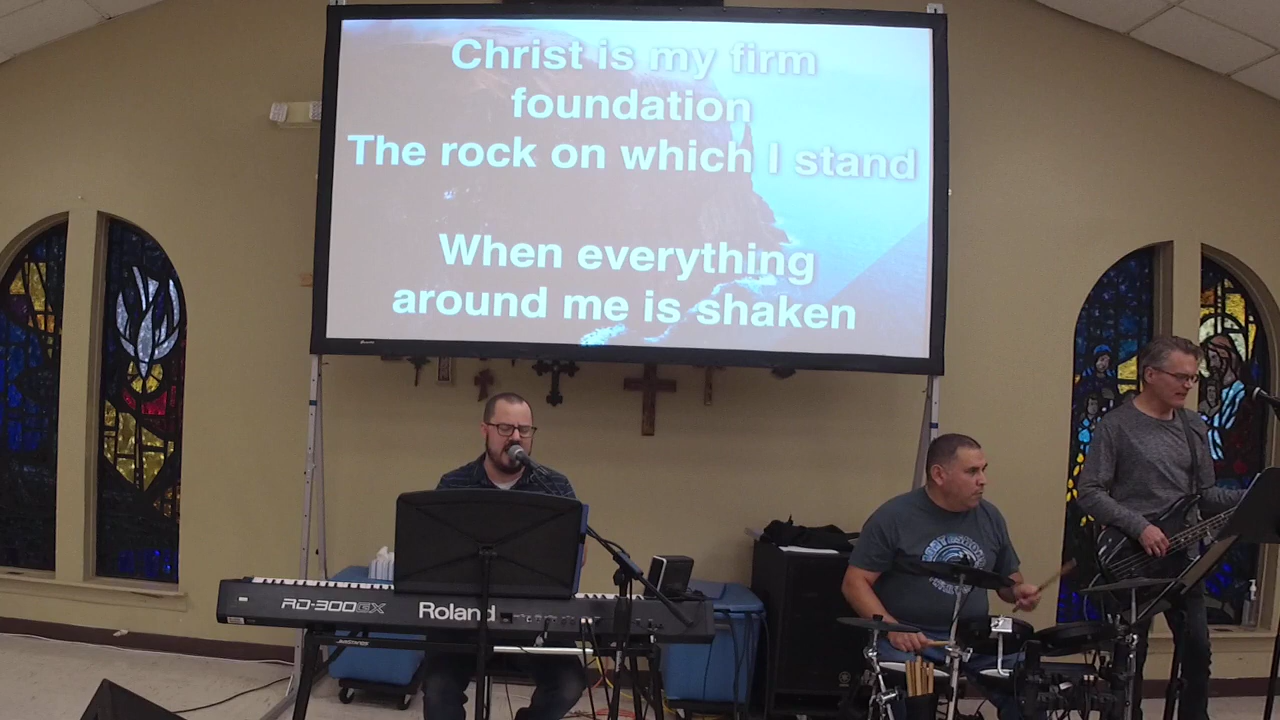 Christ is my firm
foundation
The rock on which I stand
When everything
around me is shaken
RD-300GX
Roland